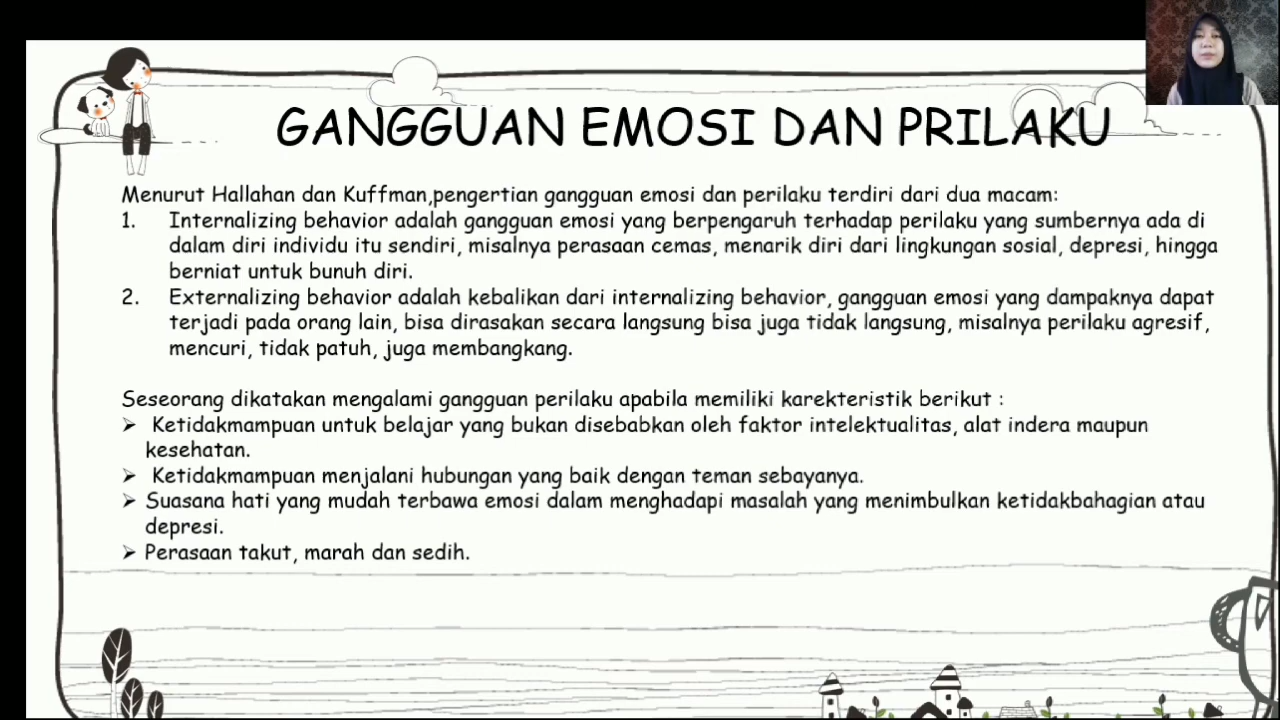 GANGGUAN EMOSI DAN PRILAKU
Menurut Hallahan dan Kuffman,pengertian gangguan emosi dan perilaku terdiri dari dua macam:
1. Internalizing behavior adalah gangguan emosi yang berpengaruh terhadap perilaku yang sumbernya ada di
dalam diri individu itu sendiri, misalnya perasaan cemas, menarik diri dari lingkungan sosial, depresi, hingga
berniat untuk bunuh diri.
2. Externalizing behavior adalah kebalikan dari internalizing behavior, gangguan emosi yang dampaknya dapat
terjadi pada orang lain, bisa dirasakan secara langsung bisa juga tidak langsung, misalnya perilaku agresif,
mencuri, tidak patuh, juga membangkang.
Seseorang dikatakan mengalami gangguan perilaku apabila memiliki karekteristik berikut :
➢ Ketidakmampuan untuk belajar yang bukan disebabkan oleh faktor intelektualitas, alat indera maupun
kesehatan.
➢ Ketidakmampuan menjalani hubungan yang baik dengan teman sebayanya.
➢ Suasana hati yang mudah terbawa emosi dalam menghadapi masalah yang menimbulkan ketidakbahagian atau
depresi.
➢ Perasaan takut, marah dan sedih.